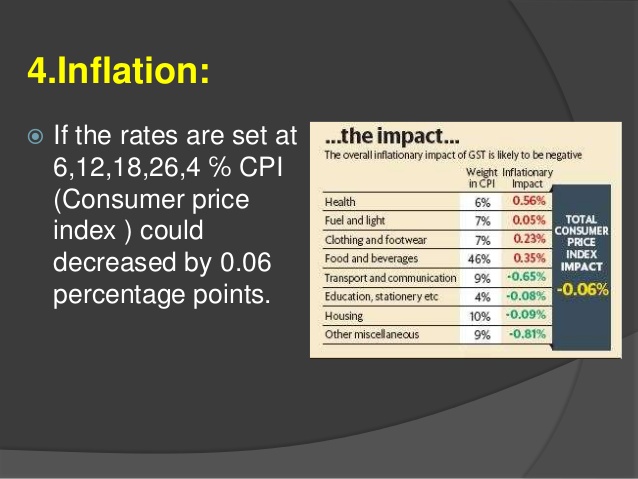 4.Inflation:
If the rates are set at
6,12,18,26,4 ℅ CPI
(Consumer price
index ) could
decreased by 0.06
percentage points.
...the impact...
The overall inflationary impact of GST is likely to be negative
Weight in CPI Inflationary Impact
Health 6% 0.56%
Fuel and light 7% 0.05%
Clothing and footwear 7% 0.23%
Food and beverages 46% 0.35%
Transport and communication 9% -0.65%
Education, stationery etc 4% -0.08%
Housing 10% -0.09%
Other miscellaneous 9% -0.81%
TOTAL
CONSUMER
PRICE
INDEX
IMPACT
-0.06%